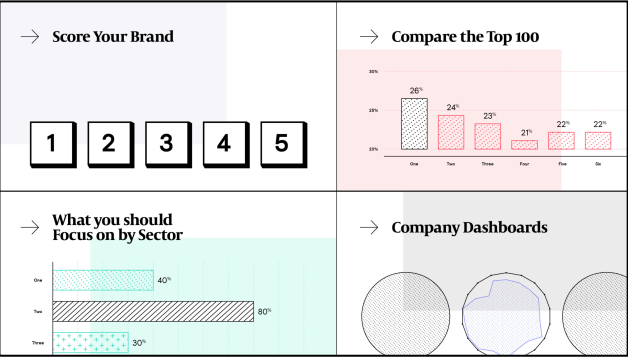 Score Your Brand
1 2 3 4 5
Compare the Top 100
30%
26%
24%
23%
21%
22%
22%
25%
20%
One Two Three Four Five Six
What you should
Focus on by Sector
One 40%
Two 80%
Three 30%
Company Dashboards